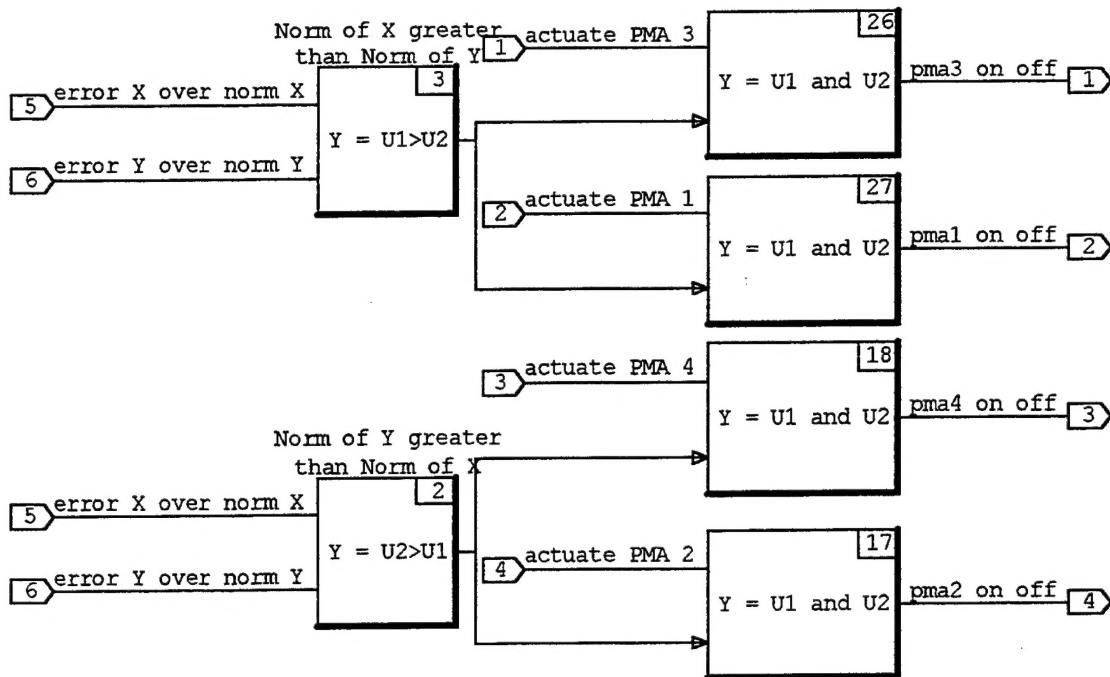 Norm of X greater
than Norm of Y
1 actuate PMA 3
26
5 error X over norm X
3
Y = U1 and U2
pma3 on off 1
Y = U1>U2
6 error Y over norm Y
2 actuate PMA 1
27
Y = U1 and U2
pma1 on off 2
3 actuate PMA 4
18
Y = U1 and U2
pma4 on off 3
Norm of Y greater
than Norm of X
5 error X over norm X
2
Y = U2>U1
6 error Y over norm Y
4 actuate PMA 2
17
Y = U1 and U2
pma2 on off 4